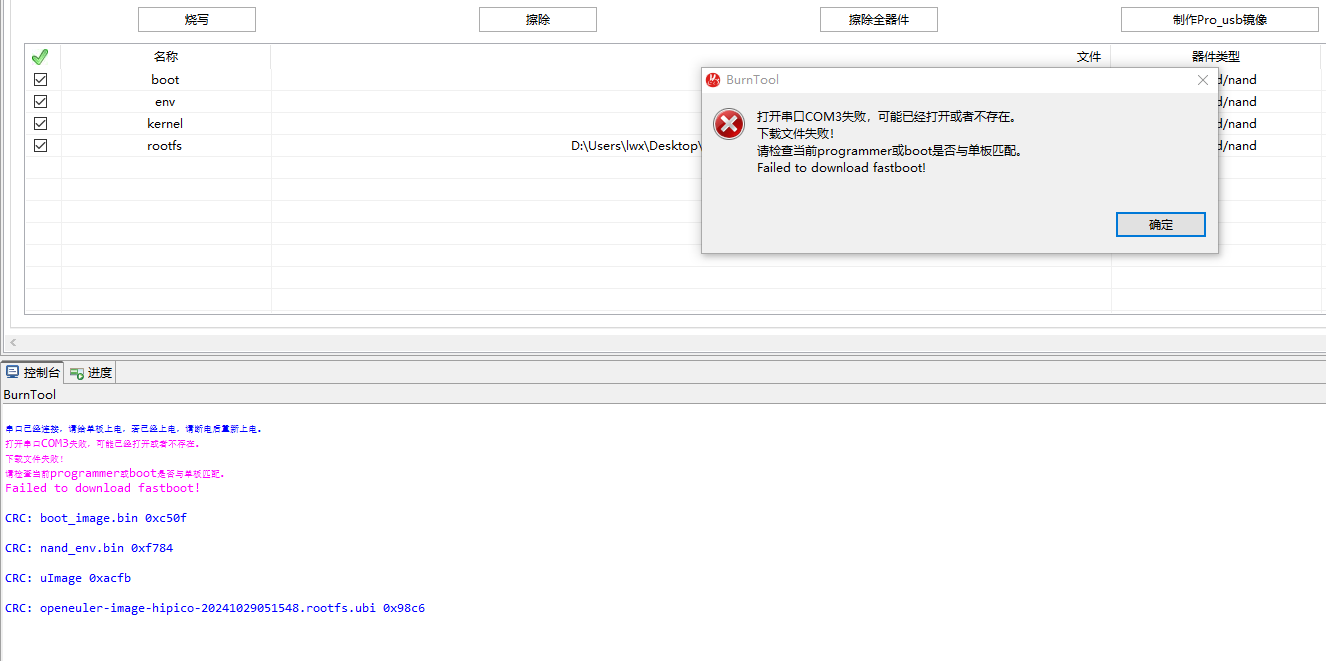 烧写
擦除
擦除全器件
制作Pro_usb镜像
名称
文件
器件类型
boot
d/nand
env
d/nand
kernel
d/nand
rootfs
D:\Users\lwx\Desktop\
d/nand
BurnTool
打开串口COM3失败，可能已经打开或者不存在。
下载文件失败！
请检查当前programmer或boot是否与单板匹配。
Failed to download fastboot!
确定
控制台
进度
BurnTool
串口已经连接，请给单板上电，若已经上电，请断电后重新上电。
打开串口COM3失败，可能已经打开或者不存在。
下载文件失败！
请检查当前programmer或boot是否与单板匹配。
Failed to download fastboot!
CRC: boot_image.bin 0xc50f
CRC: nand_env.bin 0xf784
CRC: uImage 0xacfb
CRC: openeuler-image-hipico-20241029051548.rootfs.ubi 0x98c6